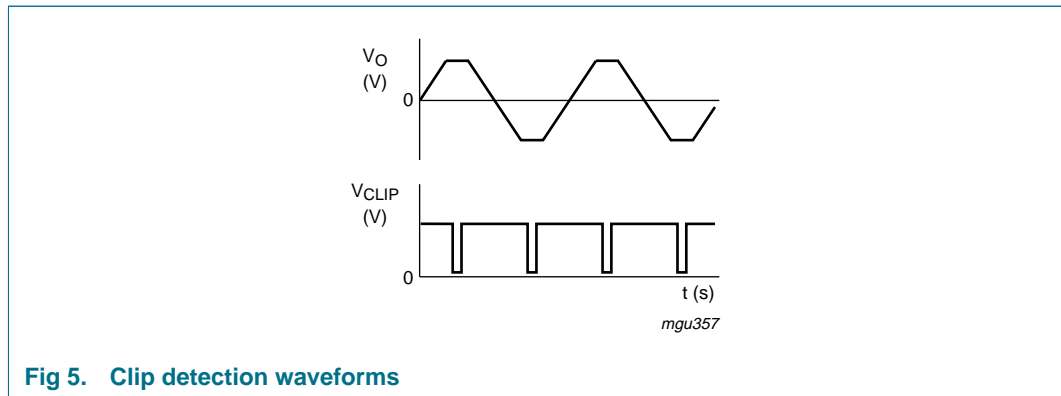 VO
(V)
0
VCLIP
(V)
0
t (s)
mgu357
Fig 5. Clip detection waveforms